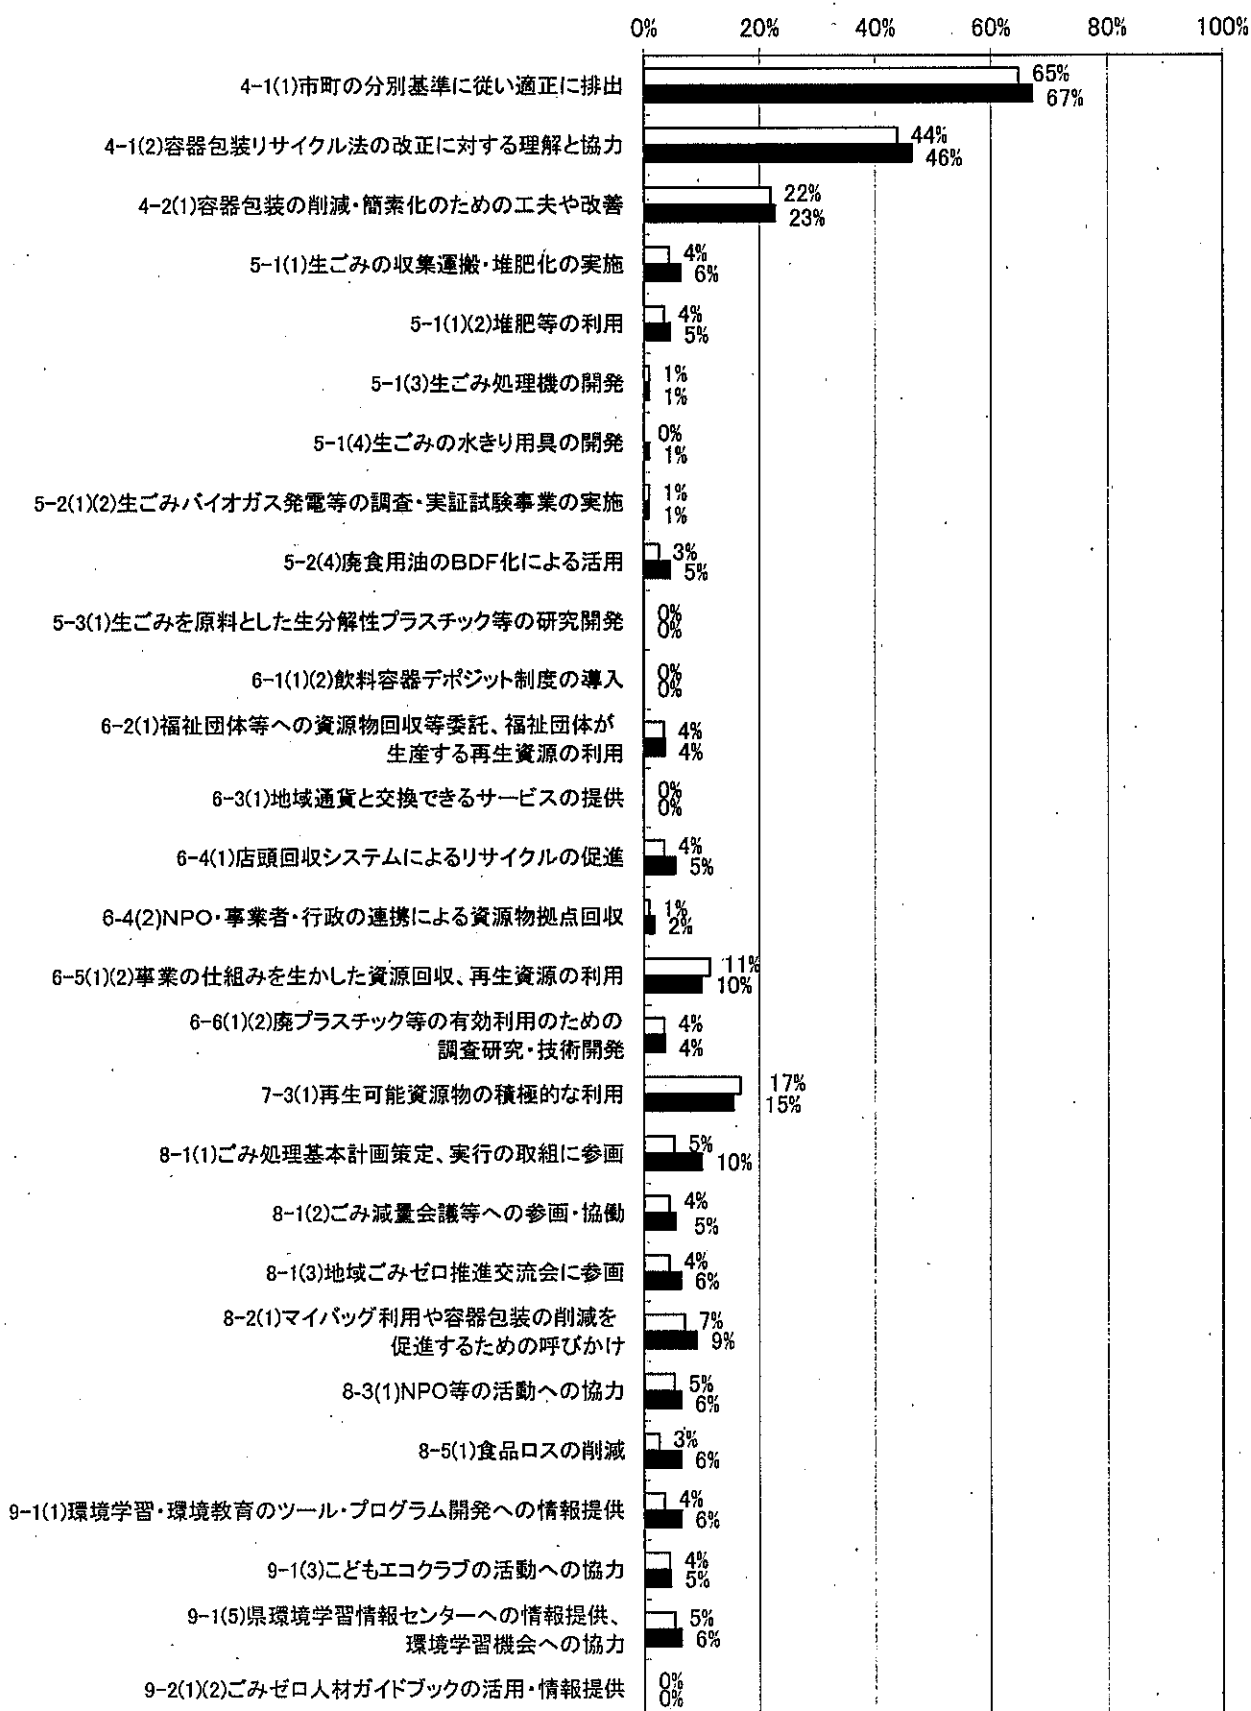 0% 20% 40% 60% 80% 100%
4-1(1)市町の分別基準に従い適正に排出 65%
67%
4-1(2)容器包装リサイクル法の改正に対する理解と協力 44%
46%
4-2(1)容器包装の削減・簡素化のための工夫や改善 22%
23%
5-1(1)生ごみの収集運搬・堆肥化の実施 4%
6%
5-1(1)(2)堆肥等の利用 4%
5%
5-1(3)生ごみ処理機の開発 1%
1%
5-1(4)生ごみの水きり用具の開発 0%
1%
5-2(1)(2)生ごみバイオガス発電等の調査・実証試験事業の実施 1%
1%
5-2(4)廃食用油のBDF化による活用 3%
5%
5-3(1)生ごみを原料とした生分解性プラスチック等の研究開発 0%
0%
6-1(1)(2)飲料容器デポジット制度の導入 0%
0%
6-2(1)福祉団体等への資源物回収等委託、福祉団体が 4%
生産する再生資源の利用 4%
6-3(1)地域通貨と交換できるサービスの提供 0%
0%
6-4(1)店頭回収システムによるリサイクルの促進 4%
5%
6-4(2)NPO・事業者・行政の連携による資源物拠点回収 1%
2%
6-5(1)(2)事業の仕組みを生かした資源回収、再生資源の利用 11%
10%
6-6(1)(2)廃プラスチック等の有効利用のための 4%
調査研究・技術開発 4%
7-3(1)再生可能資源物の積極的な利用 17%
15%
8-1(1)ごみ処理基本計画策定、実行の取組に参画 5%
10%
8-1(2)ごみ減量会議等への参画・協働 4%
5%
8-1(3)地域ごみゼロ推進交流会に参画 4%
6%
8-2(1)マイバッグ利用や容器包装の削減を 7%
促進するための呼びかけ 9%
8-3(1)NPO等の活動への協力 5%
6%
8-5(1)食品ロスの削減 3%
6%
9-1(1)環境学習・環境教育のツール・プログラム開発への情報提供 4%
6%
9-1(3)こどもエコクラブの活動への協力 4%
5%
9-1(5)県環境学習情報センターへの情報提供、 5%
環境学習機会への協力 6%
9-2(1)(2)ごみゼロ人材ガイドブックの活用・情報提供 0%
0%